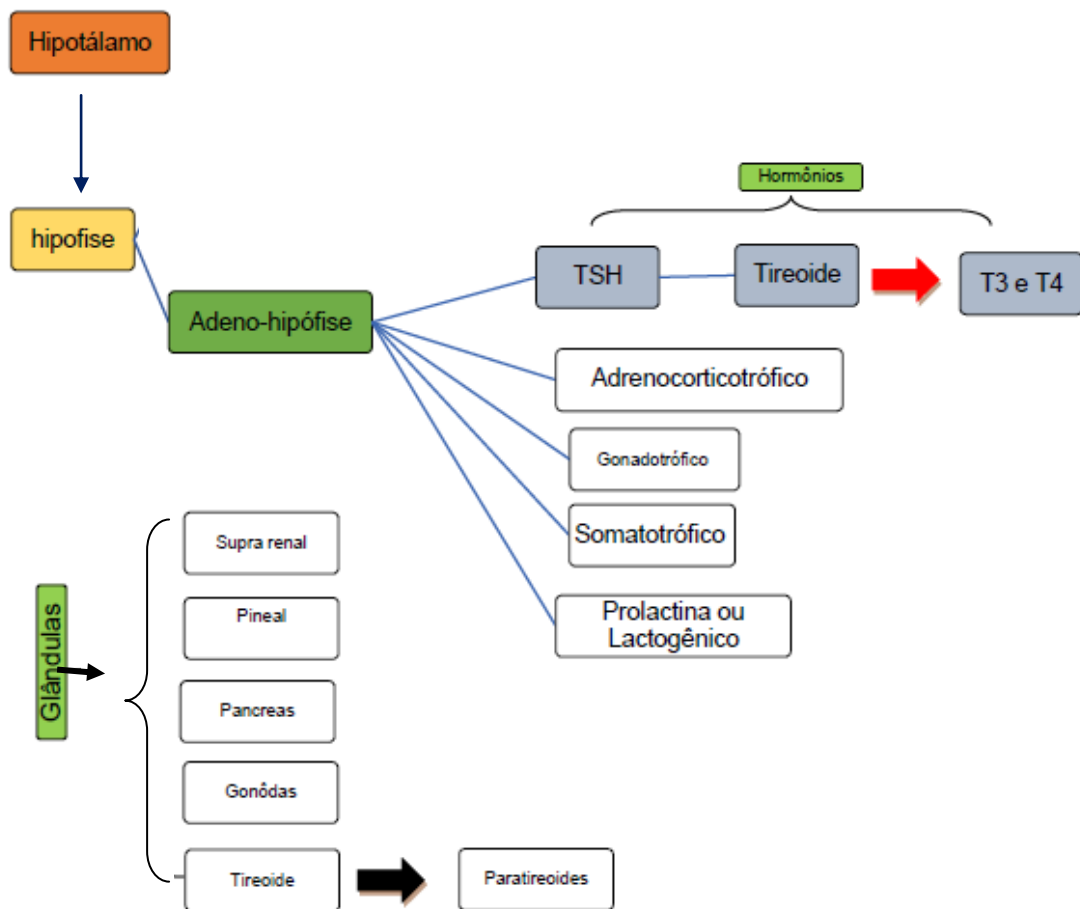 Hipotálamo
hipofise
Adeno-hipófise
Hormônios
TSH
Tireoide
T3 e T4
Adrenocorticotrófico
Gonadotrófico
Somatotrófico
Prolactina ou
Lactogênico
Glândulas
Supra renal
Pineal
Pancreas
Gonôdas
Tireoide
Paratireoides